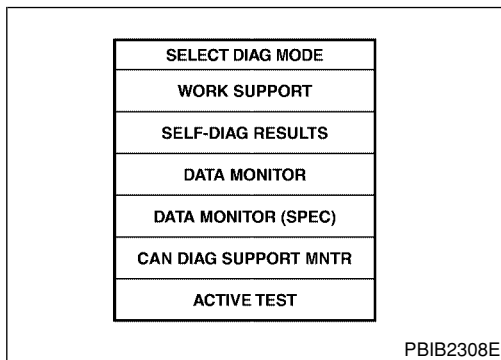 SELECT DIAG MODE
WORK SUPPORT
SELF-DIAG RESULTS
DATA MONITOR
DATA MONITOR (SPEC)
CAN DIAG SUPPORT MNTR
ACTIVE TEST
PBIB2308E